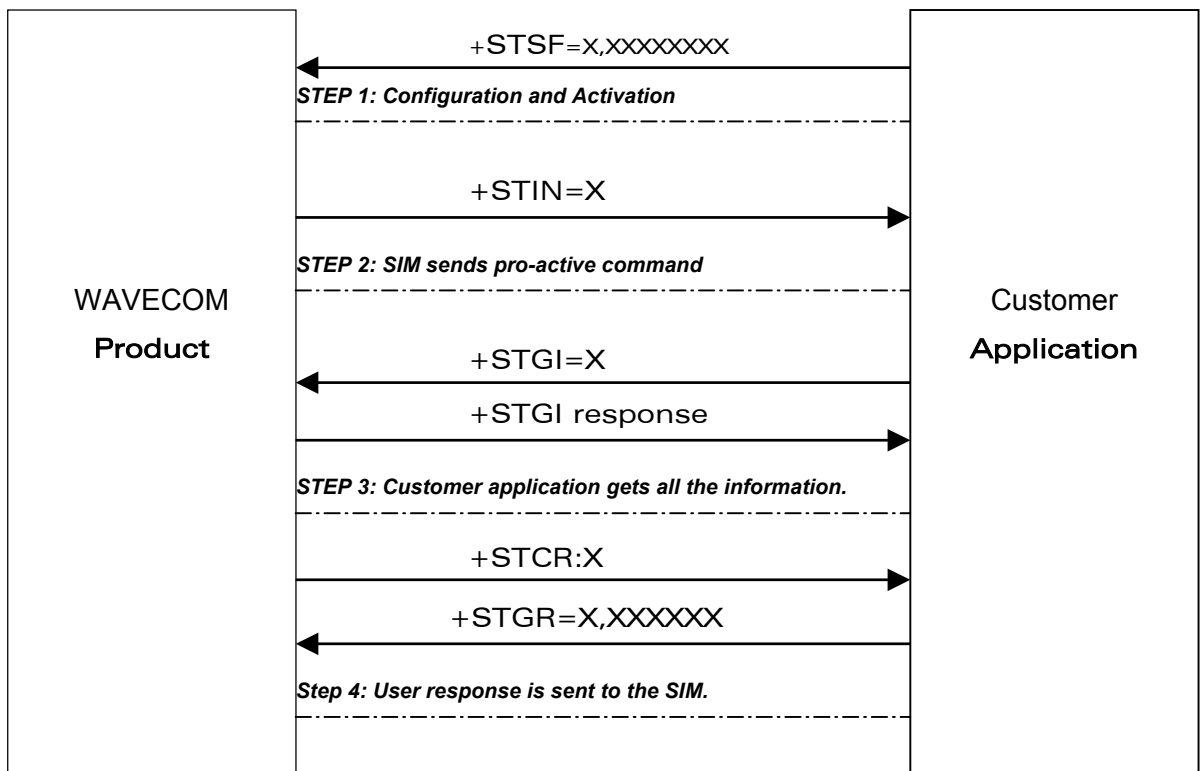 +STSF=X,XXXXXXXX
STEP 1: Configuration and Activation
+STIN=X
STEP 2: SIM sends pro-active command
WAVECOM
Product
Customer
Application
+STGI=X
+STGI response
STEP 3: Customer application gets all the information.
+STCR:X
+STGR=X,XXXXXX
Step 4: User response is sent to the SIM.